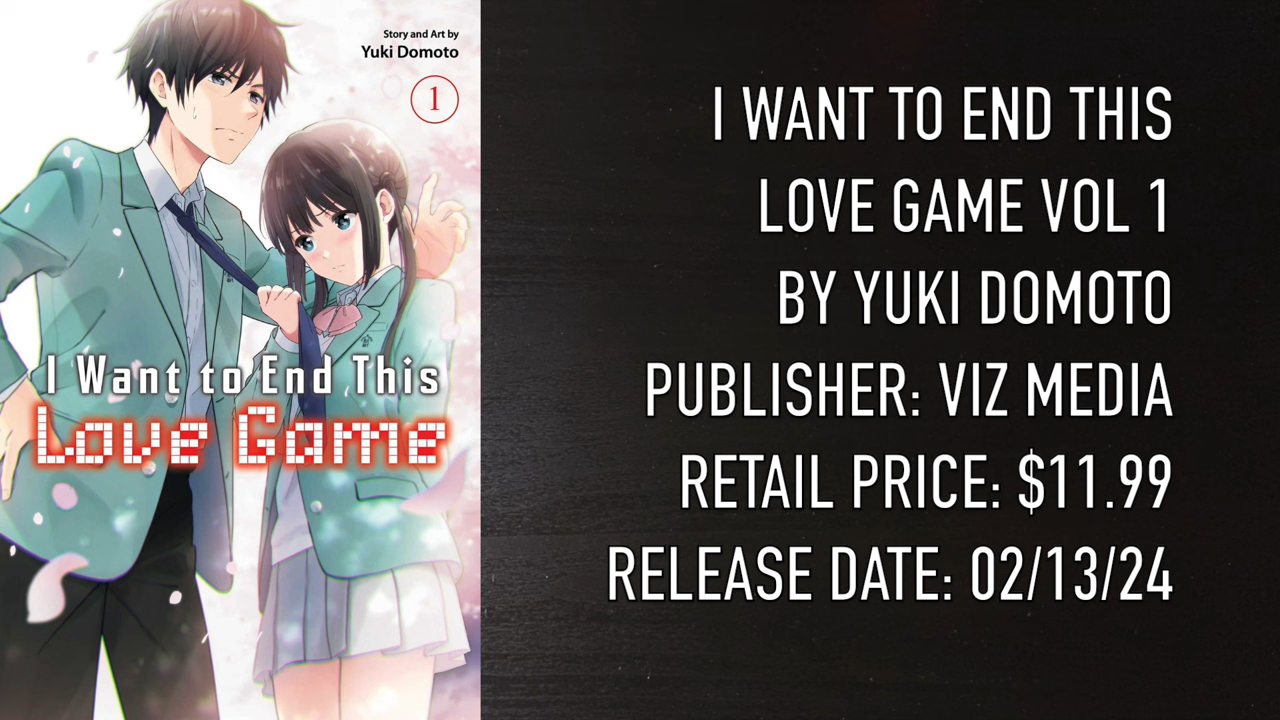 Story and Art by
Yuki Domoto
1
I Want to End This
Love Game
I WANT TO END THIS
LOVE GAME VOL 1
BY YUKI DOMOTO
PUBLISHER: VIZ MEDIA
RETAIL PRICE: $11.99
RELEASE DATE: 02/13/24